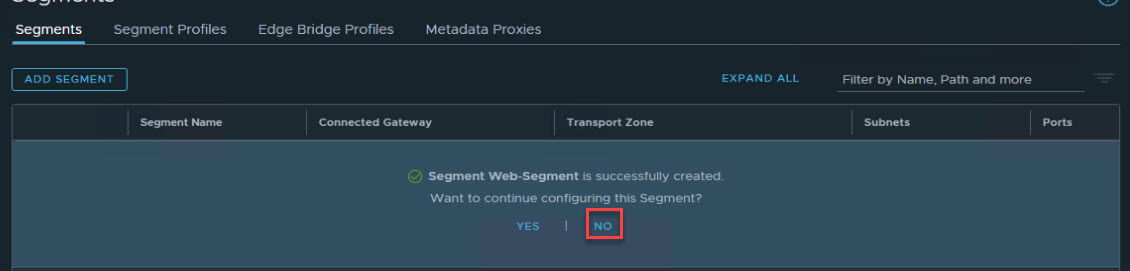 Segments
Segments Segment Profiles Edge Bridge Profiles Metadata Proxies
ADD SEGMENT EXPAND ALL Filter by Name, Path and more
Segment Name Connected Gateway Transport Zone Subnets Ports
Segment Web-Segment is successfully created.
Want to continue configuring this Segment?
YES | NO